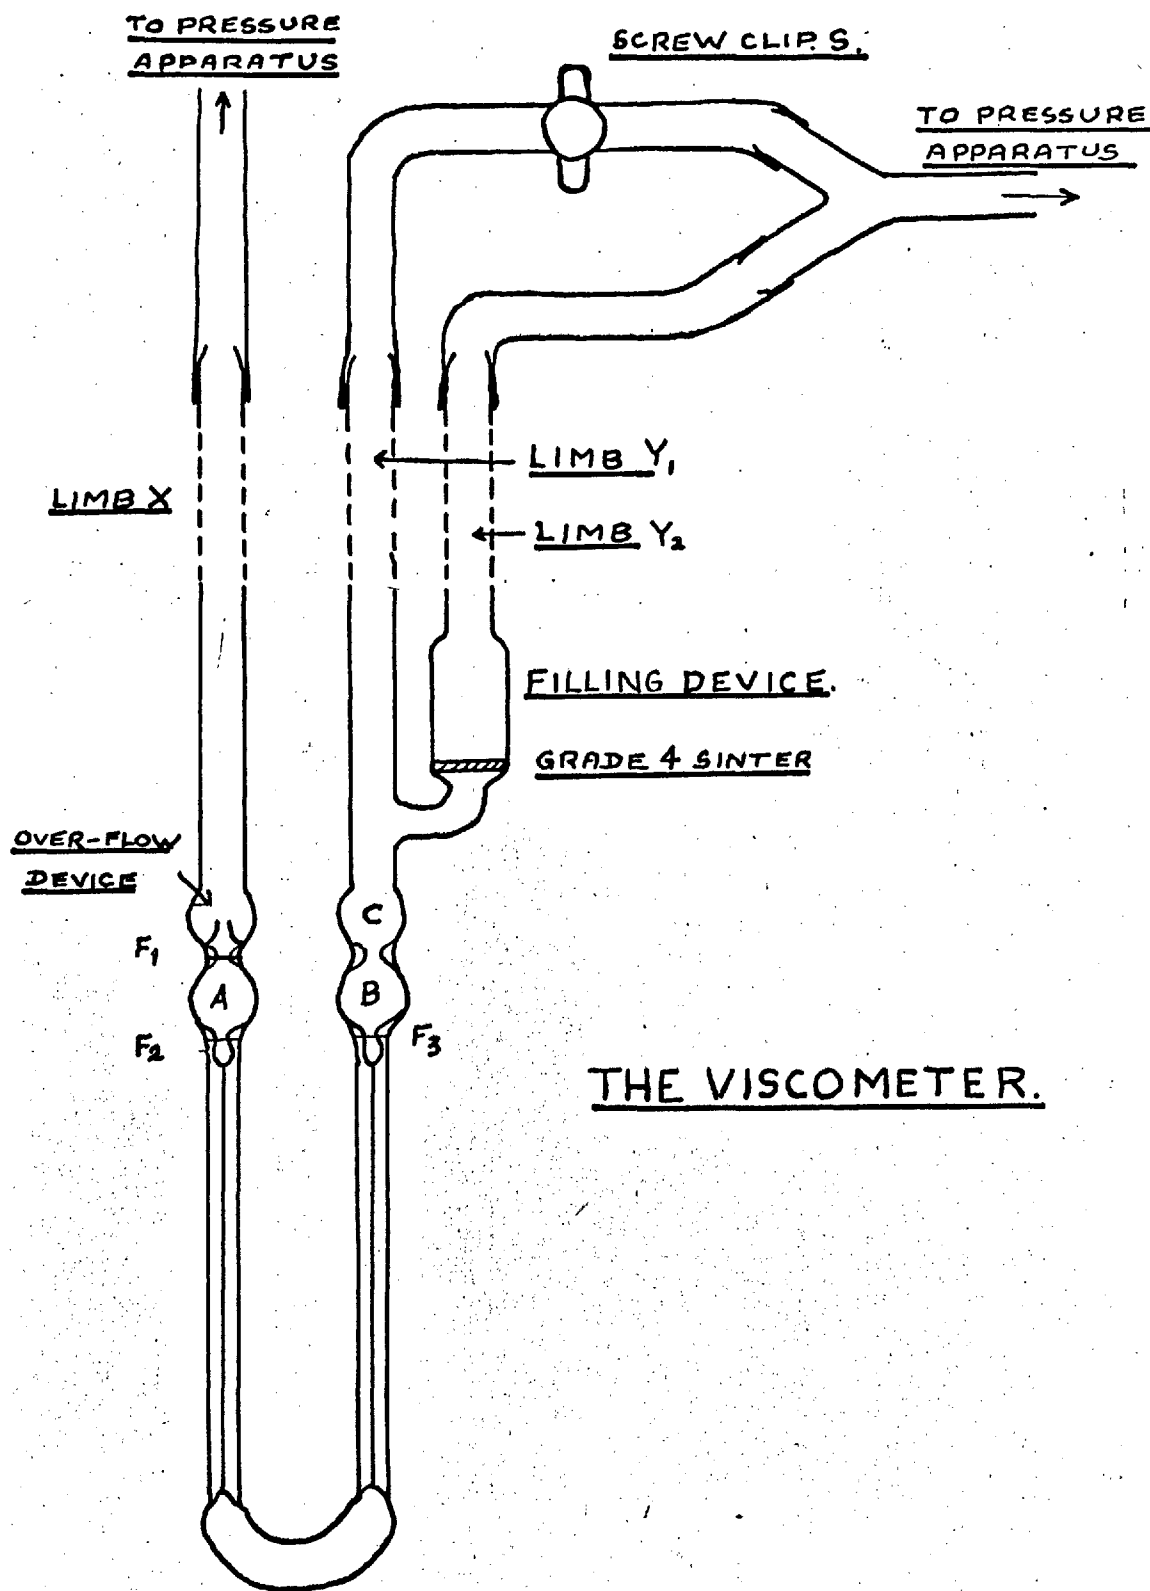 TO PRESSURE
APPARATUS
SCREW CLIP. S.
TO PRESSURE
APPARATUS
LIMB Y₁
LIMB X
LIMB Y₂
FILLING DEVICE.
GRADE 4 SINTER
OVER-FLOW
DEVICE
C
F₁
A
B
F₂
F₃
THE VISCOMETER.